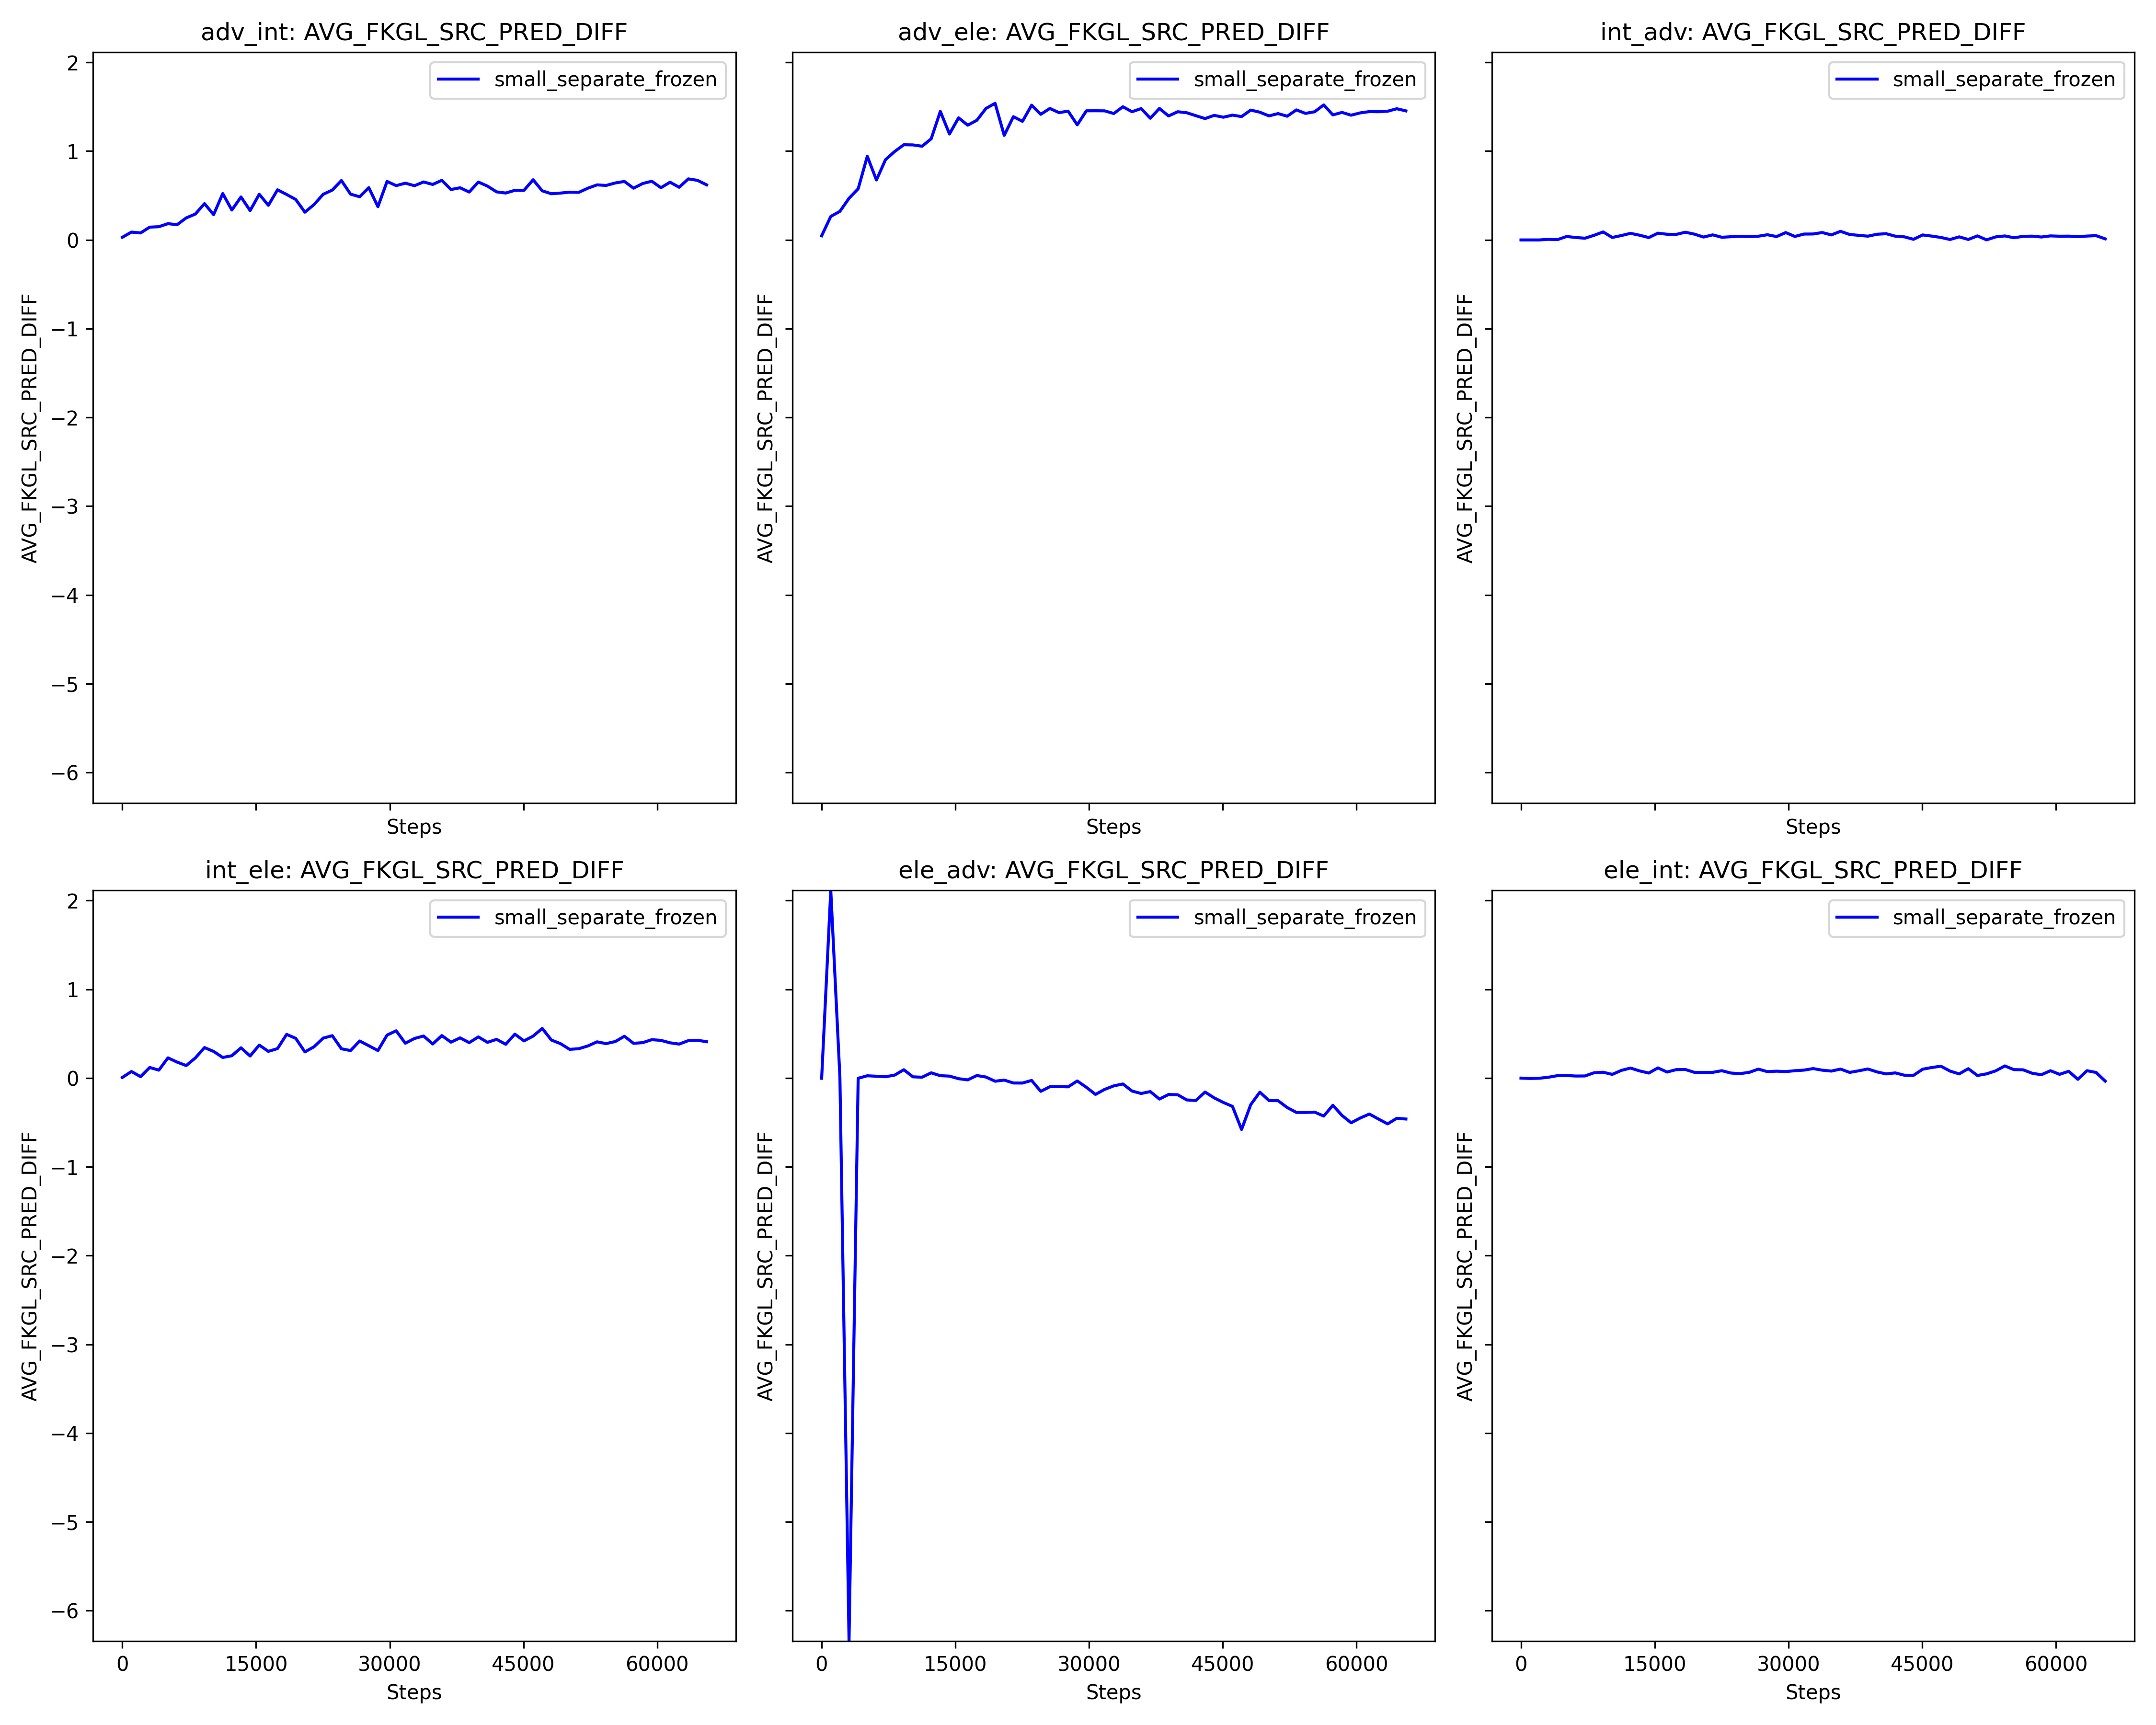 adv_int: AVG_FKGL_SRC_PRED_DIFF
adv_ele: AVG_FKGL_SRC_PRED_DIFF
int_adv: AVG_FKGL_SRC_PRED_DIFF
small_separate_frozen
small_separate_frozen
small_separate_frozen
AVG_FKGL_SRC_PRED_DIFF
AVG_FKGL_SRC_PRED_DIFF
AVG_FKGL_SRC_PRED_DIFF
2
1
0
−1
−2
−3
−4
−5
−6
Steps
Steps
Steps
int_ele: AVG_FKGL_SRC_PRED_DIFF
ele_adv: AVG_FKGL_SRC_PRED_DIFF
ele_int: AVG_FKGL_SRC_PRED_DIFF
small_separate_frozen
small_separate_frozen
small_separate_frozen
AVG_FKGL_SRC_PRED_DIFF
AVG_FKGL_SRC_PRED_DIFF
AVG_FKGL_SRC_PRED_DIFF
2
1
0
−1
−2
−3
−4
−5
−6
0 15000 30000 45000 60000
0 15000 30000 45000 60000
0 15000 30000 45000 60000
Steps
Steps
Steps